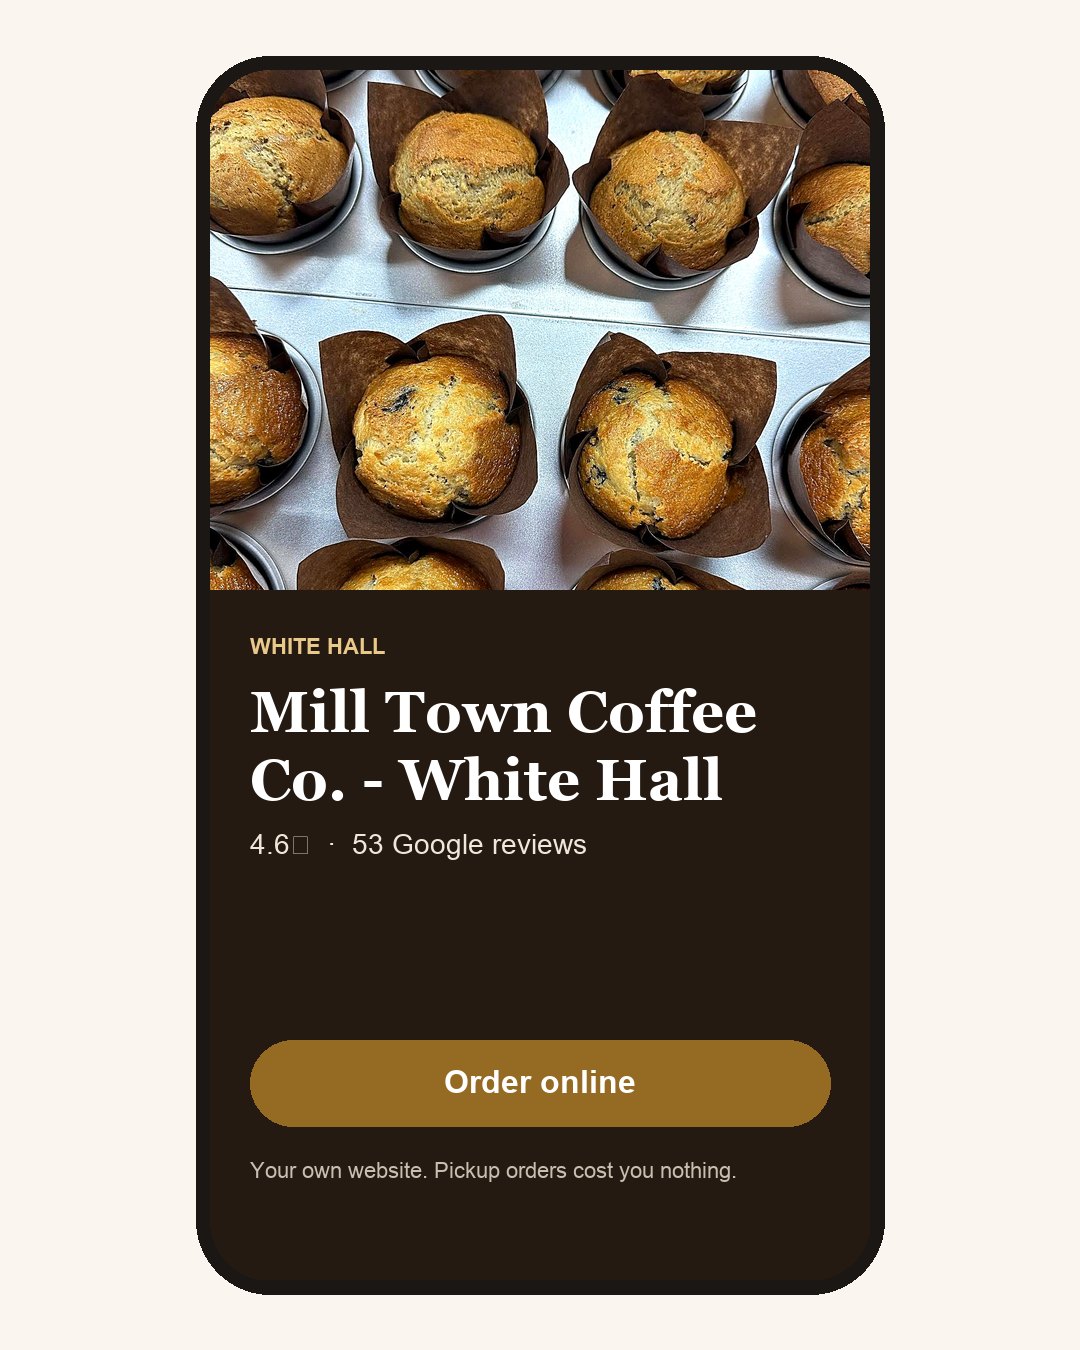 WHITE HALL
Mill Town Coffee
Co. - White Hall
4.6□ · 53 Google reviews
Order online
Your own website. Pickup orders cost you nothing.